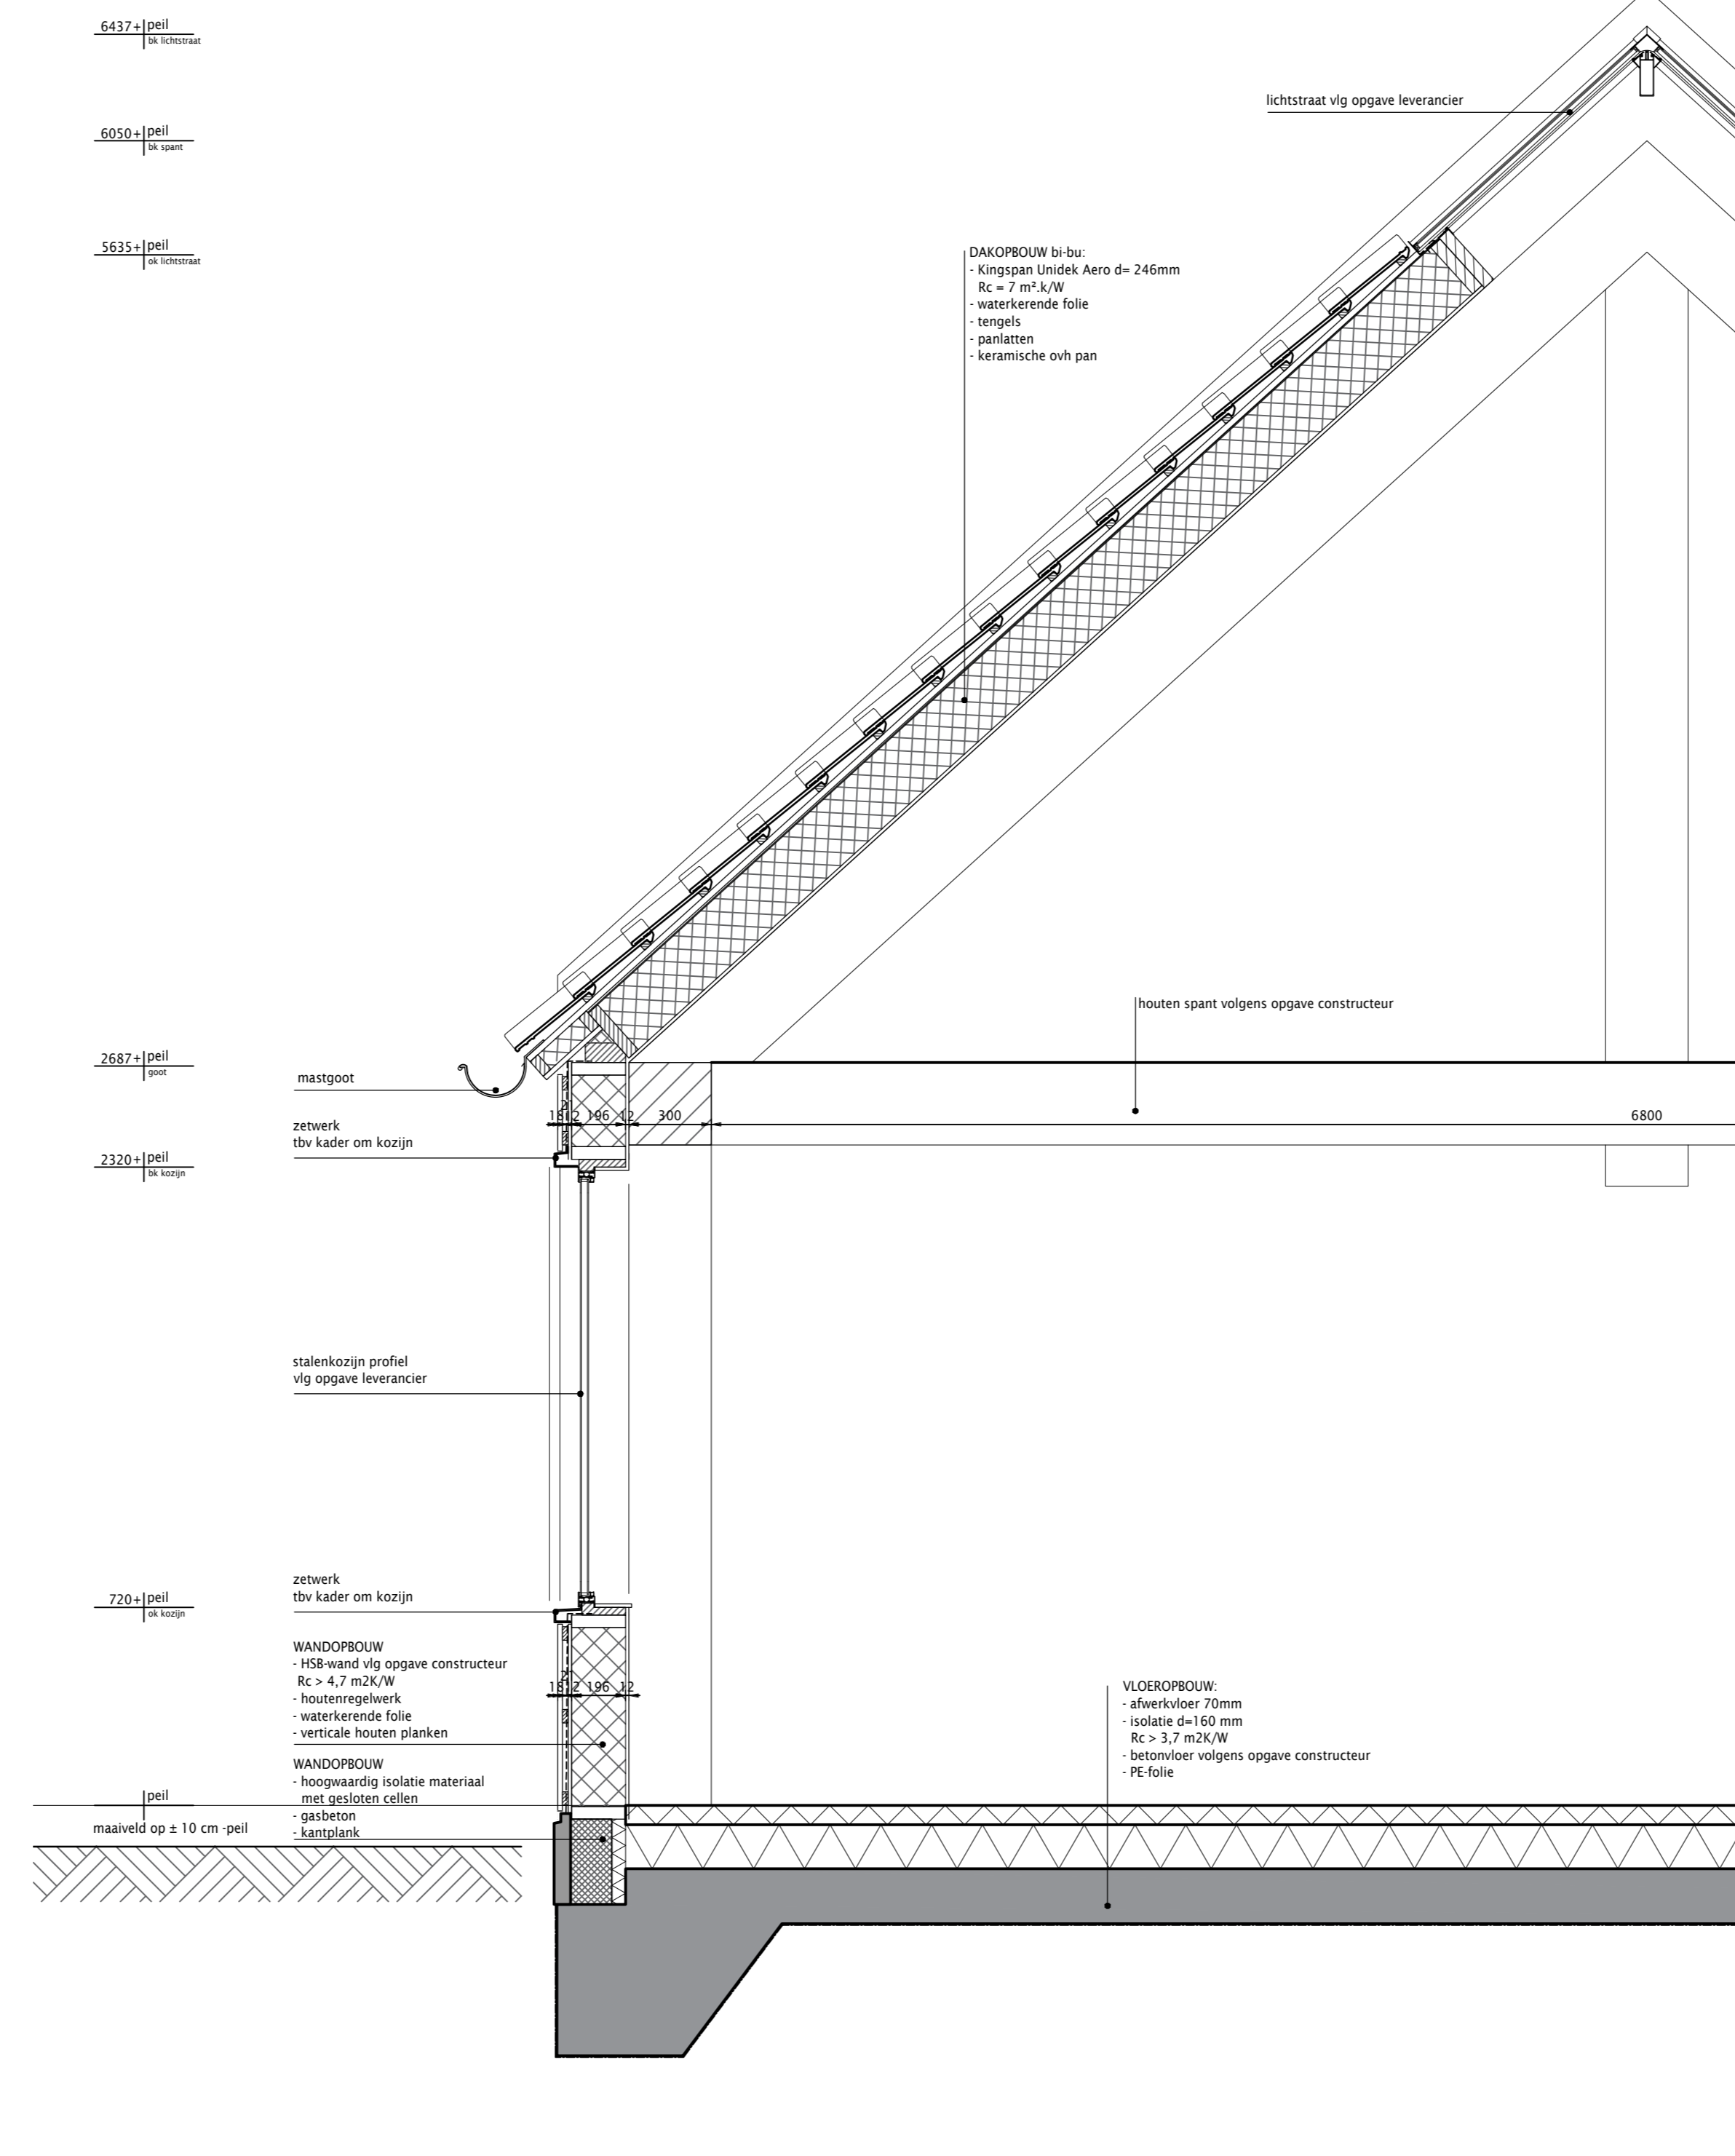 6437+ peil
bk lichtstraat
lichtstraat vlg opgave leverancier
6050+ peil
bk spant
5635+ peil
ok lichtstraat
DAKOPBOUW bi-bu:
- Kingspan Unidek Aero d= 246mm
Rc = 7 m².k/W
- waterkerende folie
- tengels
- panlatten
- keramische ovh pan
houten spant volgens opgave constructeur
2687+ peil
goot
mastgoot
zetwerk
tbv kader om kozijn
18 2 12 196 12 300 6800
2320+ peil
bk kozijn
stalenkozijn profiel
vlg opgave leverancier
zetwerk
tbv kader om kozijn
720+ peil
ok kozijn
WANDOPBOUW
- HSB-wand vlg opgave constructeur
Rc > 4,7 m2K/W
- houtenregelwerk
- waterkerende folie
- verticale houten planken
18 2 12 196 12
VLOEROPBOUW:
- afwerkvloer 70mm
- isolatie d=160 mm
Rc > 3,7 m2K/W
- betonvloer volgens opgave constructeur
- PE-folie
WANDOPBOUW
- hoogwaardig isolatie materiaal
met gesloten cellen
- gasbeton
- kantplank
peil
maaiveld op ± 10 cm -peil